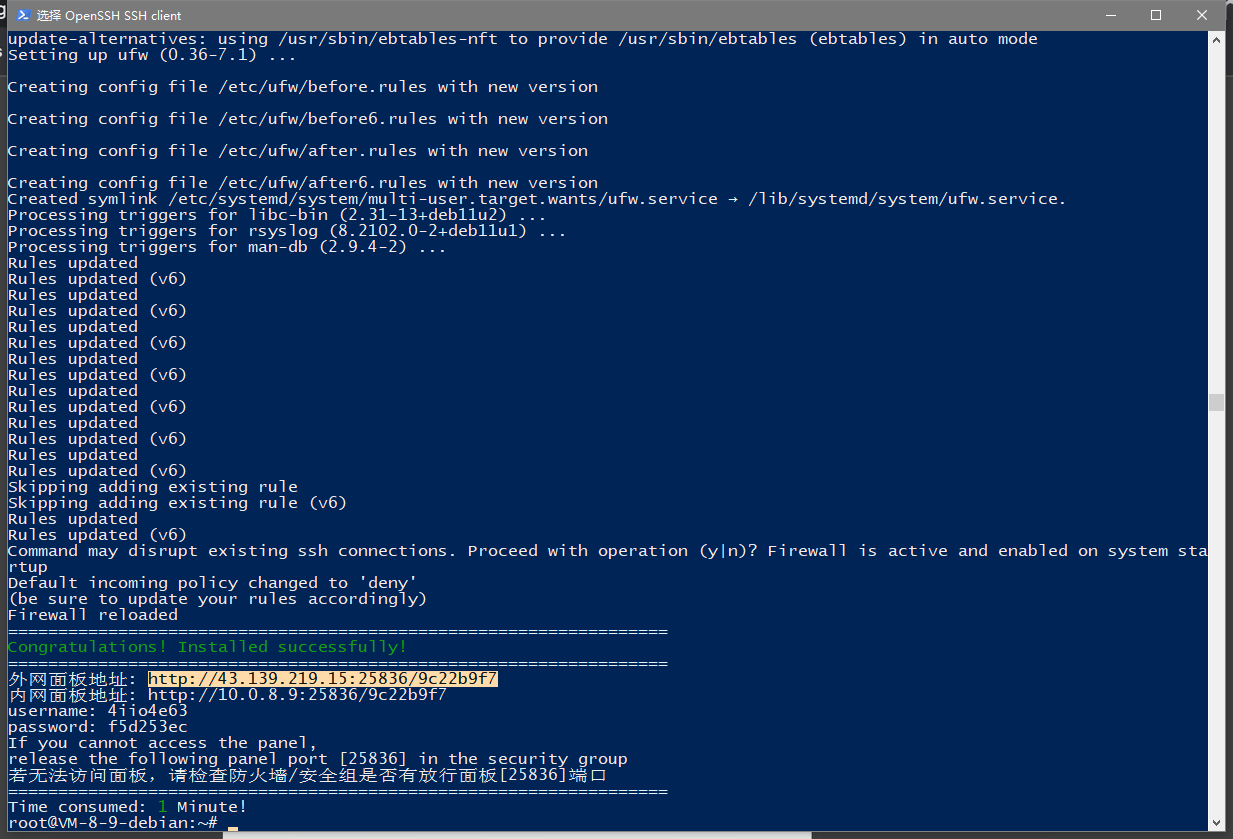 选择 OpenSSH SSH client
update-alternatives: using /usr/sbin/ebtables-nft to provide /usr/sbin/ebtables (ebtables) in auto mode
Setting up ufw (0.36-7.1) ...
Creating config file /etc/ufw/before.rules with new version
Creating config file /etc/ufw/before6.rules with new version
Creating config file /etc/ufw/after.rules with new version
Creating config file /etc/ufw/after6.rules with new version
Created symlink /etc/systemd/system/multi-user.target.wants/ufw.service → /lib/systemd/system/ufw.service.
Processing triggers for libc-bin (2.31-13+deb11u2) ...
Processing triggers for rsyslog (8.2102.0-2+deb11u1) ...
Processing triggers for man-db (2.9.4-2) ...
Rules updated
Rules updated (v6)
Rules updated
Rules updated (v6)
Rules updated
Rules updated (v6)
Rules updated
Rules updated (v6)
Rules updated
Rules updated (v6)
Rules updated
Rules updated (v6)
Rules updated
Rules updated (v6)
Skipping adding existing rule
Skipping adding existing rule (v6)
Rules updated
Rules updated (v6)
Command may disrupt existing ssh connections. Proceed with operation (y|n)? Firewall is active and enabled on system sta
rtup
Default incoming policy changed to 'deny'
(be sure to update your rules accordingly)
Firewall reloaded
==================================================================
Congratulations! Installed successfully!
==================================================================
外网面板地址: http://43.139.219.15:25836/9c22b9f7
内网面板地址: http://10.0.8.9:25836/9c22b9f7
username: 4iio4e63
password: f5d253ec
If you cannot access the panel,
release the following panel port [25836] in the security group
若无法访问面板，请检查防火墙/安全组是否有放行面板[25836]端口
==================================================================
Time consumed: 1 Minute!
root@VM-8-9-debian:~#